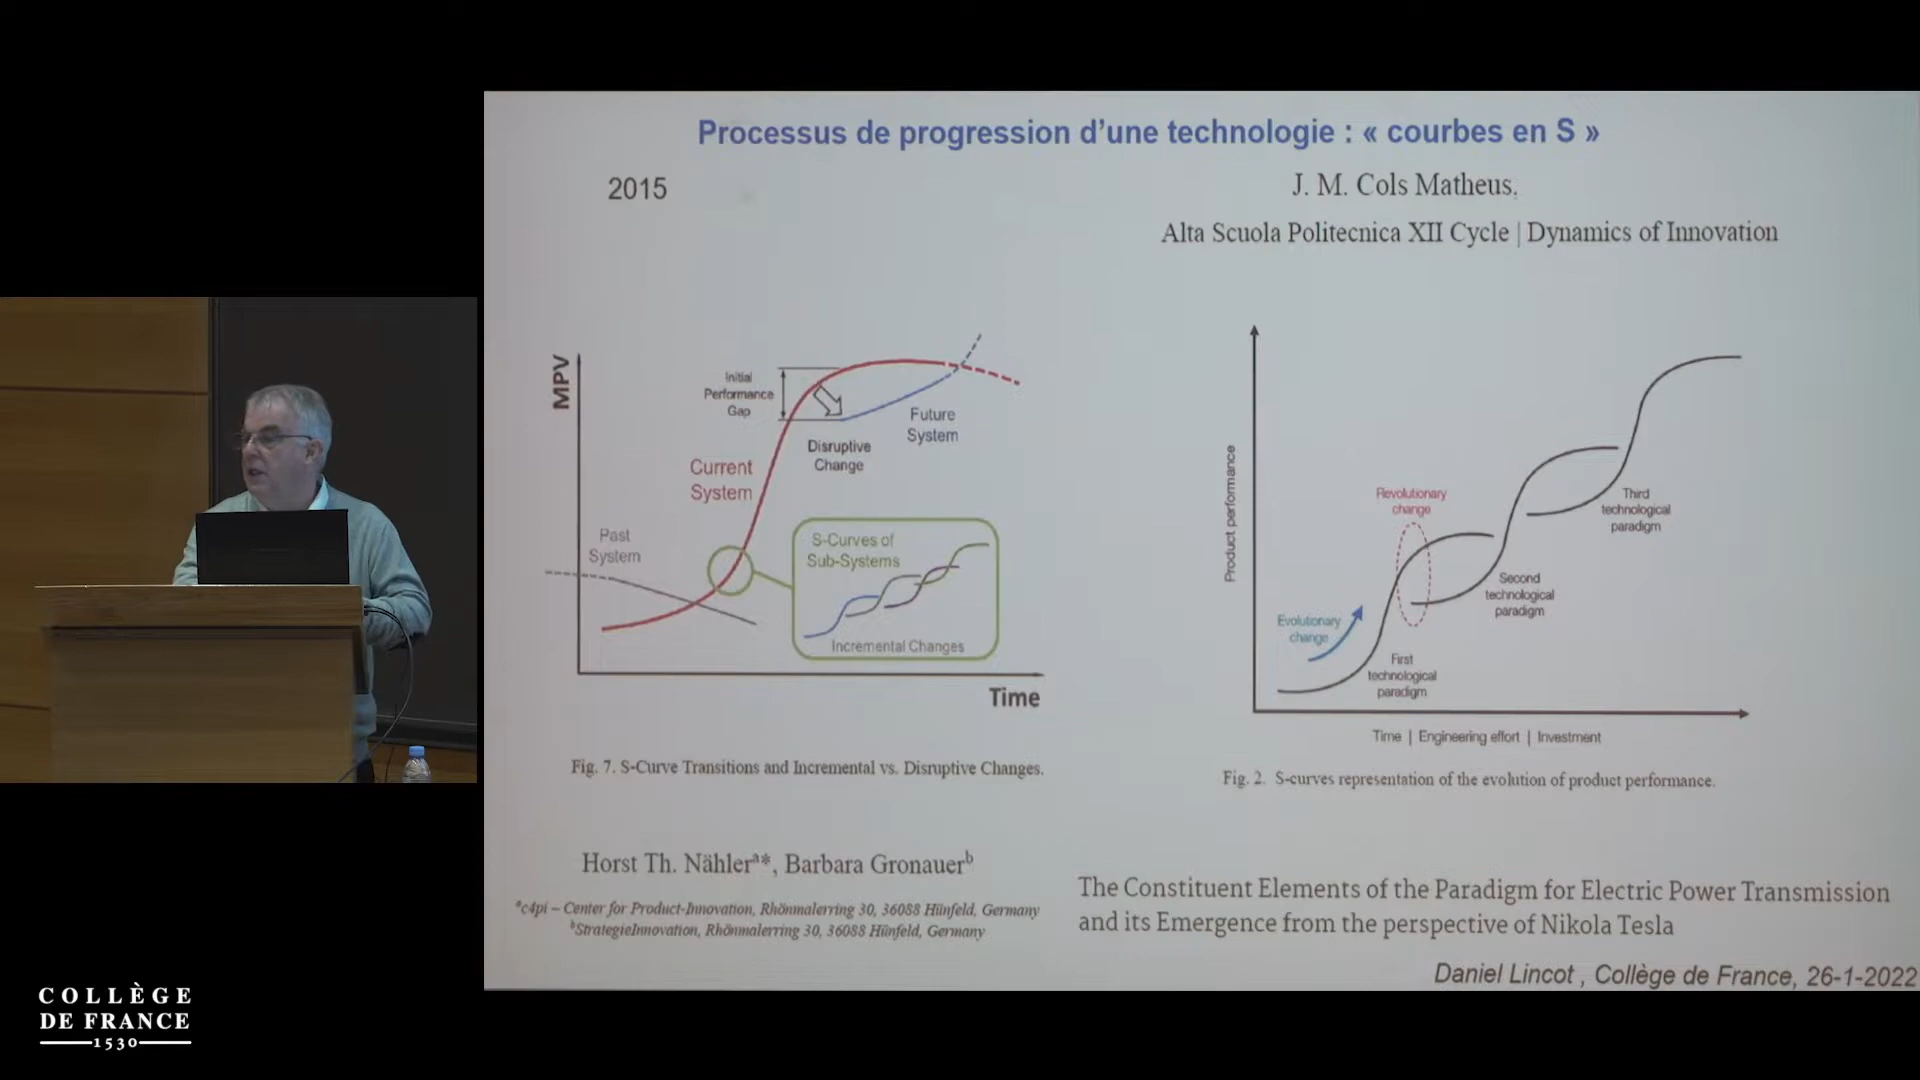 Processus de progression d'une technologie : « courbes en S »
2015
J. M. Cols Matheus.
Alta Scuola Politecnica XII Cycle | Dynamics of Innovation
MPV
Initial
Performance
Gap
Disruptive
Change
Future
System
Current
System
Past
System
S-Curves of
Sub-Systems
Incremental Changes
Time
Fig. 7. S-Curve Transitions and Incremental vs. Disruptive Changes.
Horst Th. Nählerª*, Barbara Gronauerᵇ
ªc4pi – Center for Product-Innovation, Rhönmalerring 30, 36088 Hünfeld, Germany
ᵇStrategieInnovation, Rhönmalerring 30, 36088 Hünfeld, Germany
Product performance
Revolutionary
change
Evolutionary
change
First
technological
paradigm
Second
technological
paradigm
Third
technological
paradigm
Time | Engineering effort | Investment
Fig. 2. S-curves representation of the evolution of product performance.
The Constituent Elements of the Paradigm for Electric Power Transmission
and its Emergence from the perspective of Nikola Tesla
Daniel Lincot , Collège de France, 26-1-2022
COLLÈGE
DE FRANCE
1530